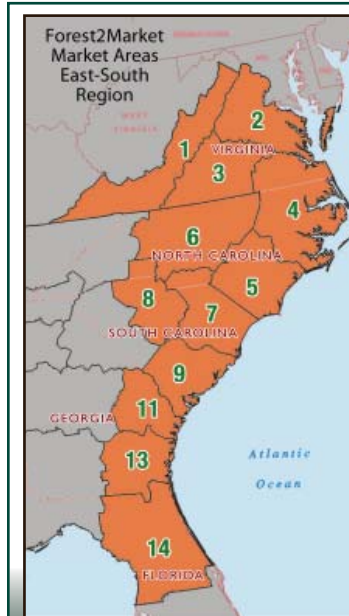 Forest2Market
Market Areas
East-South
Region
WEST
VIRGINIA
2
1
VIRGINIA
3
4
6
NORTH CAROLINA
5
8
7
SOUTH CAROLINA
9
11
GEORGIA
13
Atlantic
Ocean
14
FLORIDA